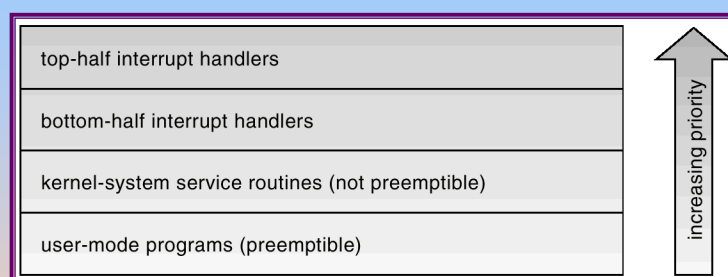 top-half interrupt handlers
bottom-half interrupt handlers
kernel-system service routines (not preemptible)
user-mode programs (preemptible)
increasing priority